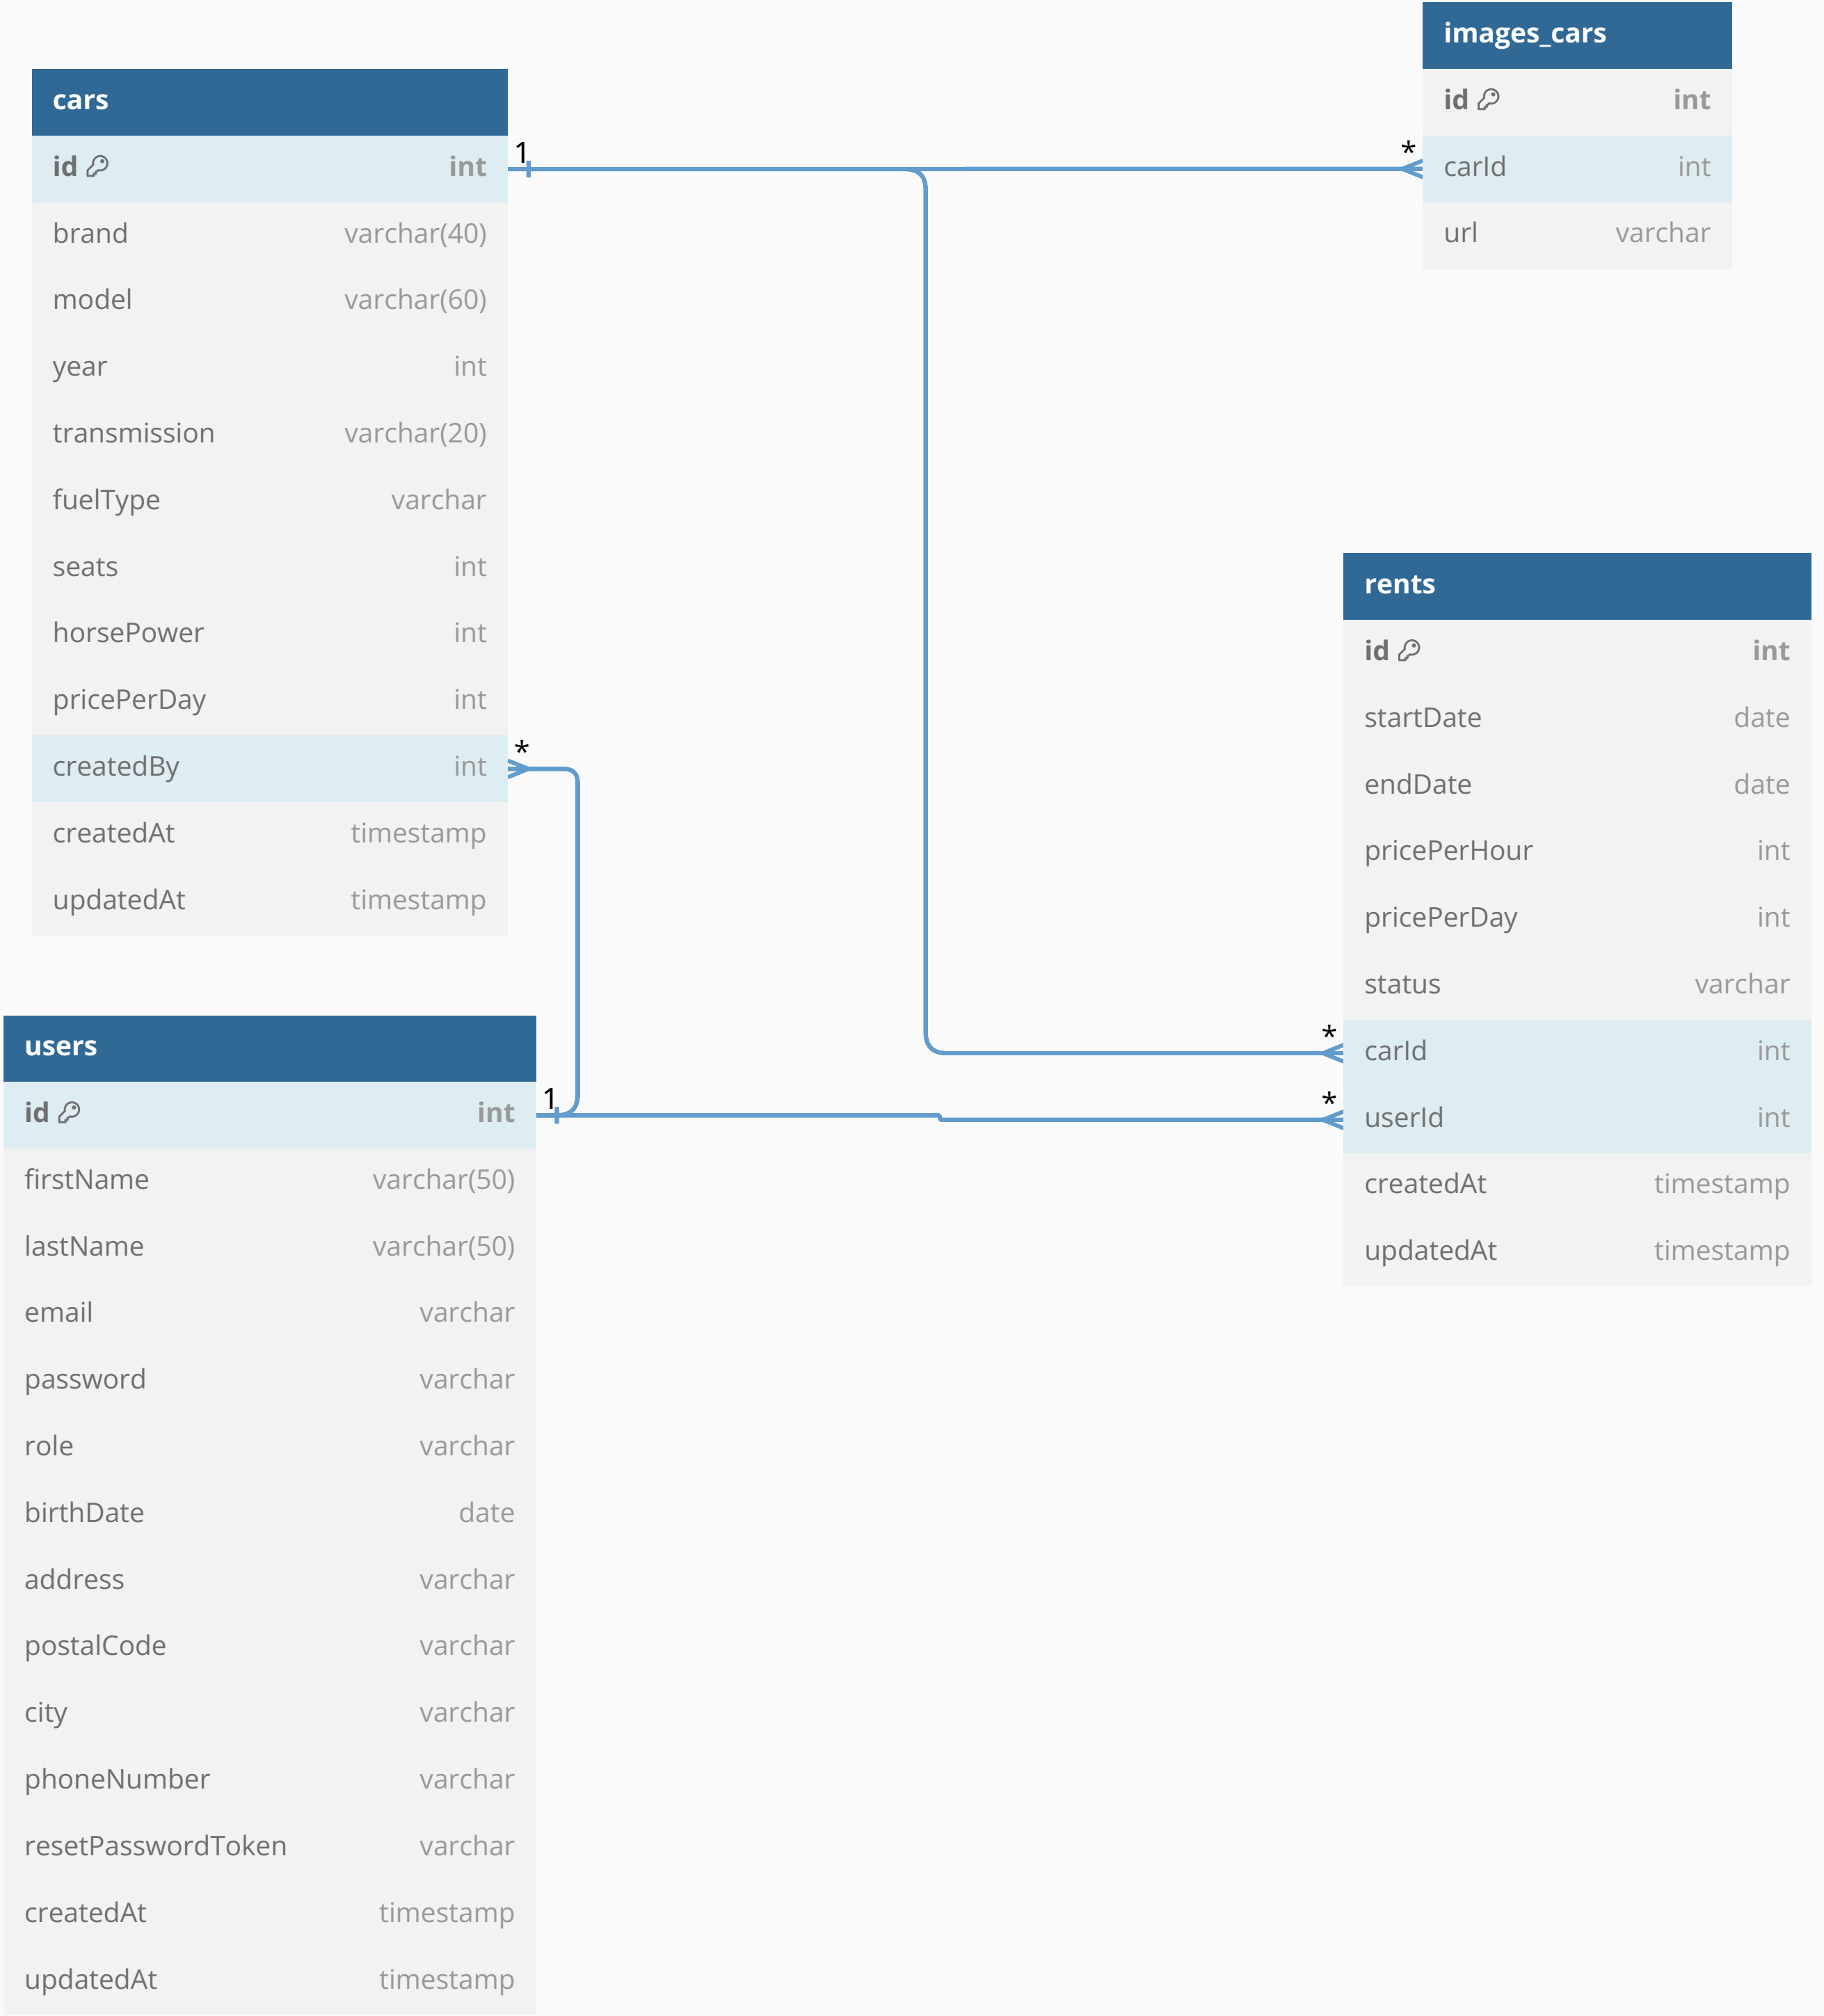 images_cars
id int
carId int
url varchar
cars
id int
brand varchar(40)
model varchar(60)
year int
transmission varchar(20)
fuelType varchar
seats int
horsePower int
pricePerDay int
createdBy int
createdAt timestamp
updatedAt timestamp
1
*
*
rents
id int
startDate date
endDate date
pricePerHour int
pricePerDay int
status varchar
carId int
userId int
createdAt timestamp
updatedAt timestamp
*
*
1
users
id int
firstName varchar(50)
lastName varchar(50)
email varchar
password varchar
role varchar
birthDate date
address varchar
postalCode varchar
city varchar
phoneNumber varchar
resetPasswordToken varchar
createdAt timestamp
updatedAt timestamp